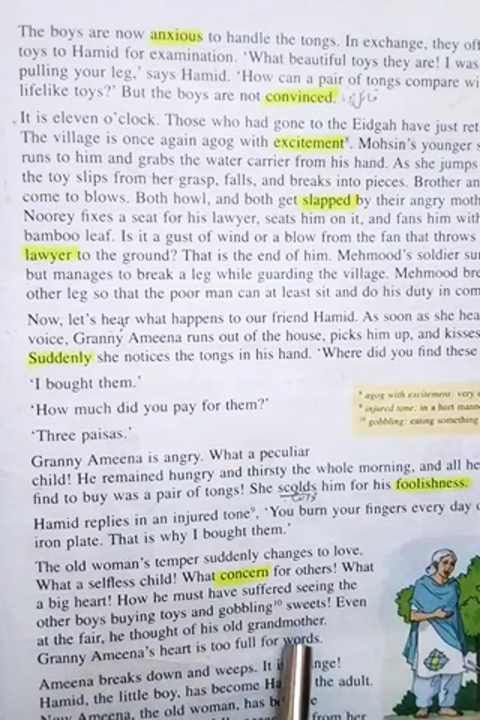 The boys are now anxious to handle the tongs. In exchange, they
toys to Hamid for examination. ‘What beautiful toys they are! I was
pulling your leg,’ says Hamid. ‘How can a pair of tongs compare
lifelike toys?’ But the boys are not convinced.
It is eleven o’clock. Those who had gone to the Eidgah have just
The village is once again agog with excitement⁸. Mohsin’s younger
runs to him and grabs the water carrier from his hand. As she jumps
the toy slips from her grasp, falls, and breaks into pieces. Brother
come to blows. Both howl, and both get slapped by their angry
Noorey fixes a seat for his lawyer, seats him on it, and fans him
bamboo leaf. Is it a gust of wind or a blow from the fan that throws
lawyer to the ground? That is the end of him. Mehmood’s soldier
but manages to break a leg while guarding the village. Mehmood
other leg so that the poor man can at least sit and do his duty in
Now, let’s hear what happens to our friend Hamid. As soon as she
voice, Granny Ameena runs out of the house, picks him up, and kisses
Suddenly she notices the tongs in his hand. ‘Where did you find these
‘I bought them.’
‘How much did you pay for them?’
‘Three paisas.’
⁸ agog with excitement: very
⁹ injured tone: in a hurt
¹⁰ gobbling: eating something
Granny Ameena is angry. What a peculiar
child! He remained hungry and thirsty the whole morning, and all he
find to buy was a pair of tongs! She scolds him for his foolishness.
Hamid replies in an injured tone⁹, ‘You burn your fingers every day
iron plate. That is why I bought them.’
The old woman’s temper suddenly changes to love.
What a selfless child! What concern for others! What
a big heart! How he must have suffered seeing the
other boys buying toys and gobbling¹⁰ sweets! Even
at the fair, he thought of his old grandmother.
Granny Ameena’s heart is too full for words.
Ameena breaks down and weeps. It
Hamid, the little boy, has become the adult.
Now Ameena, the old woman, has
from her